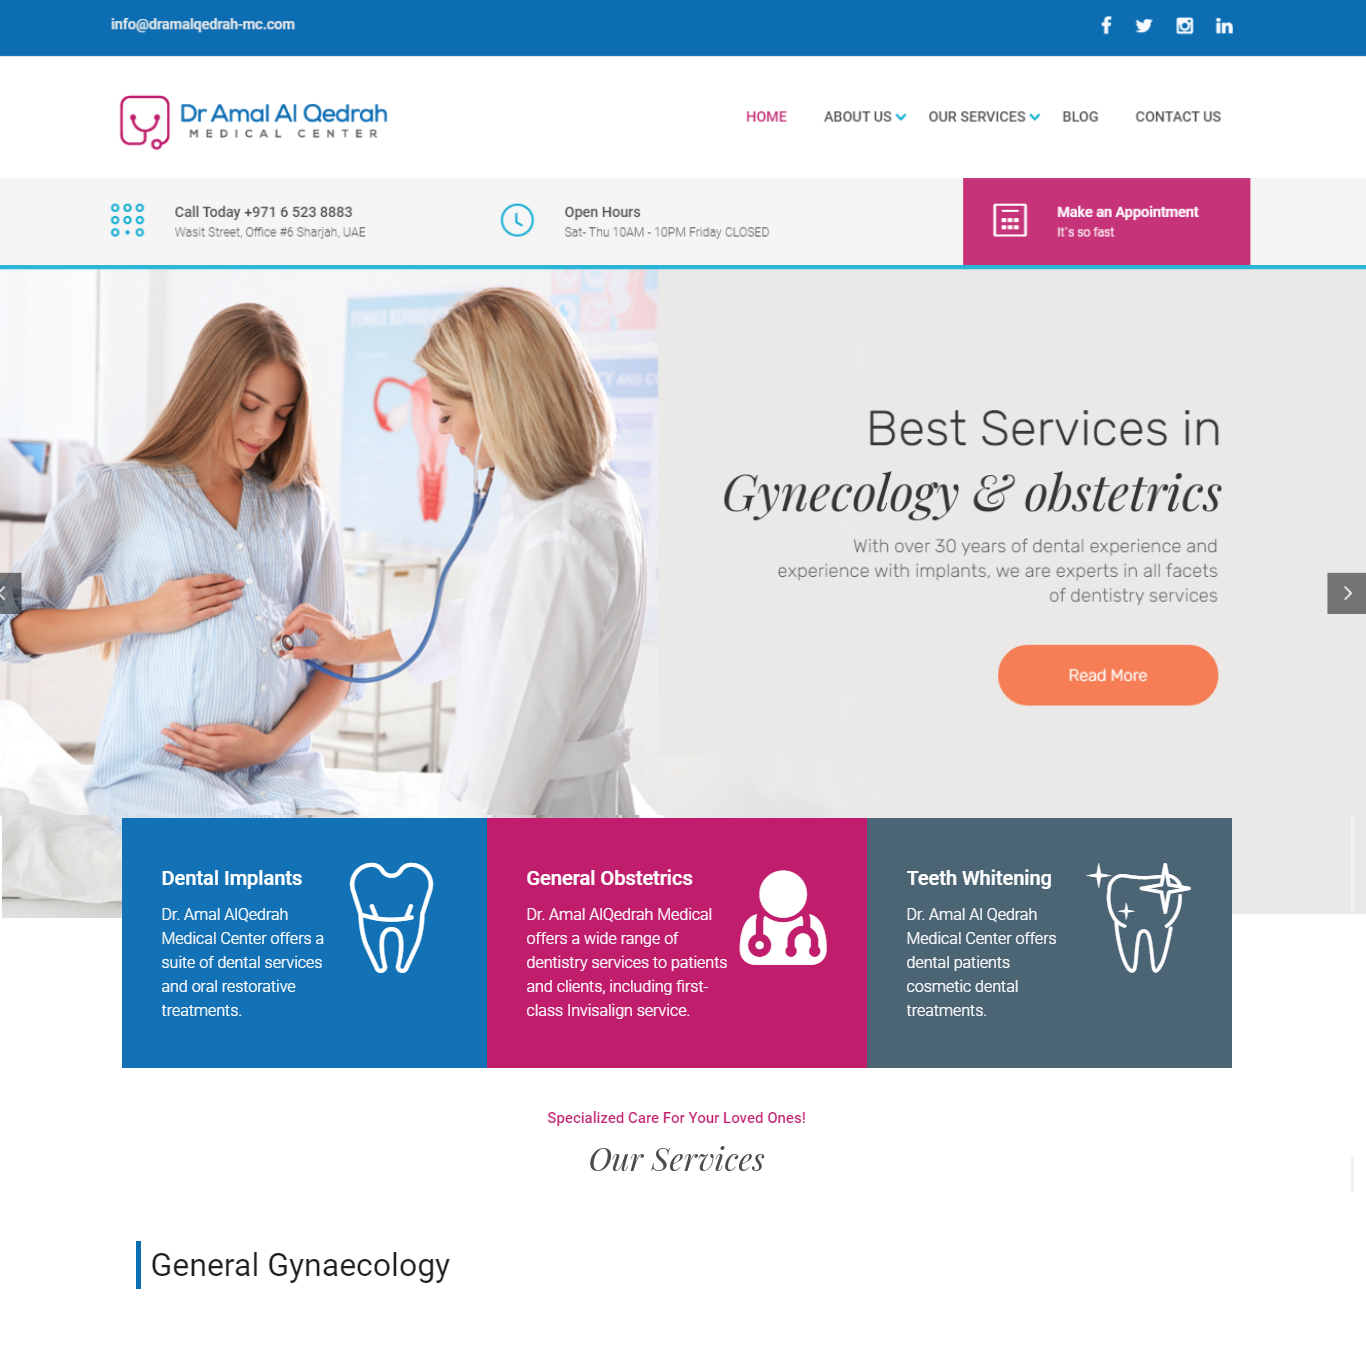 info@dramalqedrah-mc.com
Dr Amal Al Qedrah
MEDICAL CENTER
HOME ABOUT US OUR SERVICES BLOG CONTACT US
Call Today +971 6 523 8883
Wasit Street, Office #6 Sharjah, UAE
Open Hours
Sat- Thu 10AM - 10PM Friday CLOSED
Make an Appointment
It`s so fast
Best Services in
Gynecology & obstetrics
With over 30 years of dental experience and
experience with implants, we are experts in all facets
of dentistry services
Read More
Dental Implants
Dr. Amal AlQedrah
Medical Center offers a
suite of dental services
and oral restorative
treatments.
General Obstetrics
Dr. Amal AlQedrah Medical
offers a wide range of
dentistry services to patients
and clients, including first-
class Invisalign service.
Teeth Whitening
Dr. Amal Al Qedrah
Medical Center offers
dental patients
cosmetic dental
treatments.
Specialized Care For Your Loved Ones!
Our Services
General Gynaecology